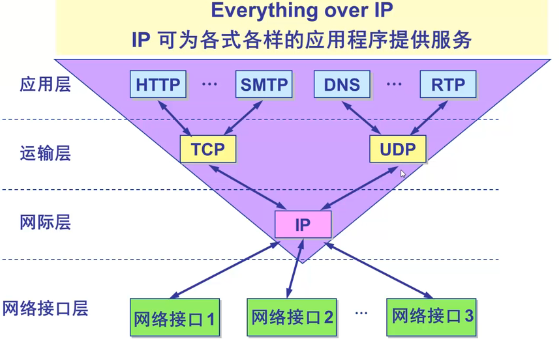 Everything over IP
IP 可为各式各样的应用程序提供服务
应用层 HTTP … SMTP DNS … RTP
运输层 TCP UDP
网际层 IP
网络接口层 网络接口 1 网络接口 2 … 网络接口 3